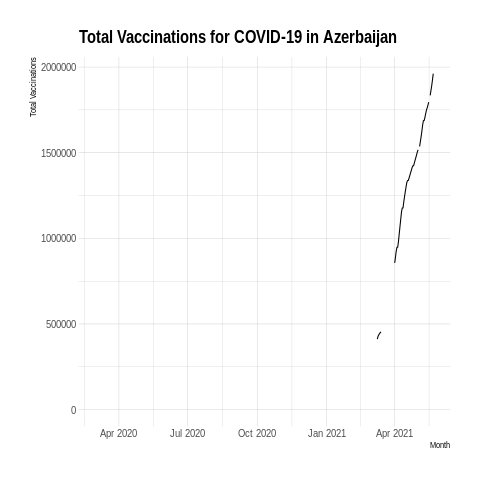 Total Vaccinations for COVID-19 in Azerbaijan
Total Vaccinations
2000000
1500000
1000000
500000
0
Apr 2020 Jul 2020 Oct 2020 Jan 2021 Apr 2021
Month